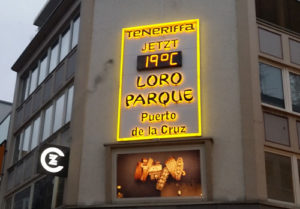 TENERIFFA
JETZT
19°C
LORO
PARQUE
Puerto
de la Cruz